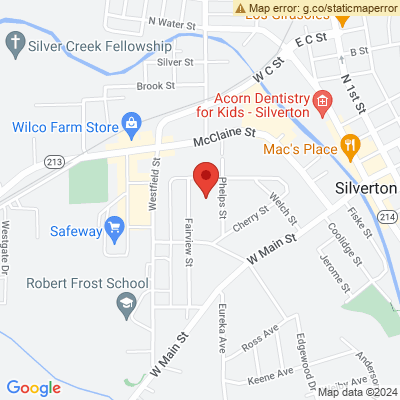 Map error: g.co/staticmaperror
N Water St
Los Girasoles
E C St
Silver Creek Fellowship
B St
Silver St
W C St
N 1st St
Brook St
Acorn Dentistry
for Kids - Silverton
Wilco Farm Store
McClaine St
Mac's Place
213
Westfield St
Phelps St
Silverton
Welch St
Fiske St
Fairview St
Cherry St
214
Safeway
Coolidge St
Westgate Dr
W Main St
Jerome St
Robert Frost School
Eureka Ave
W Main St
Ross Ave
Edgewood Dr
Keene Ave
Google
Map data ©2024